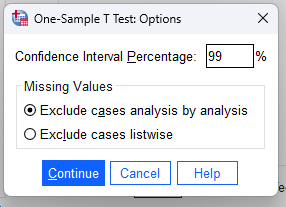 One-Sample T Test: Options
Confidence Interval Percentage: 99 %
Missing Values
Exclude cases analysis by analysis
Exclude cases listwise
Continue Cancel Help